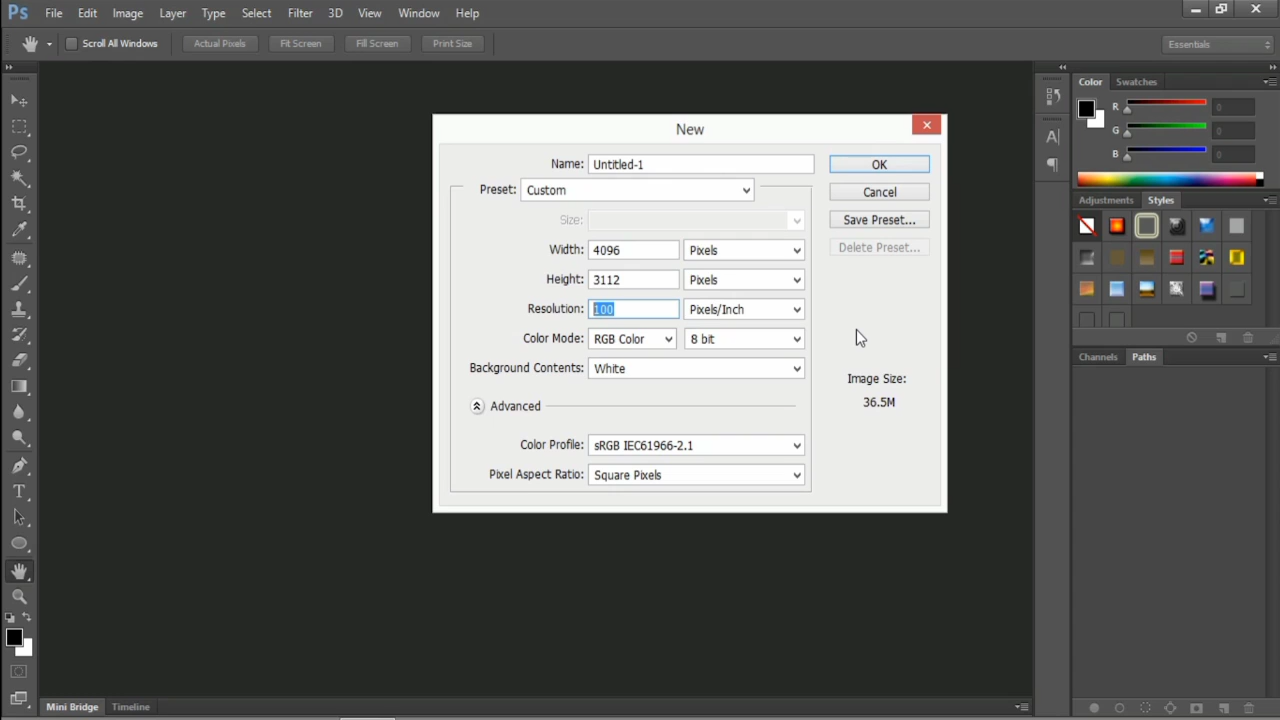 Ps File Edit Image Layer Type Select Filter 3D View Window Help
Scroll All Windows Actual Pixels Fit Screen Fill Screen Print Size Essentials
Color Swatches
R 0
G 0
B 0
Adjustments Styles
Channels Paths
New
Name: Untitled-1 OK
Preset: Custom Cancel
Size: Save Preset...
Width: 4096 Pixels Delete Preset...
Height: 3112 Pixels
Resolution: 100 Pixels/Inch
Color Mode: RGB Color 8 bit
Background Contents: White
Image Size:
36.5M
Advanced
Color Profile: sRGB IEC61966-2.1
Pixel Aspect Ratio: Square Pixels
Mini Bridge Timeline